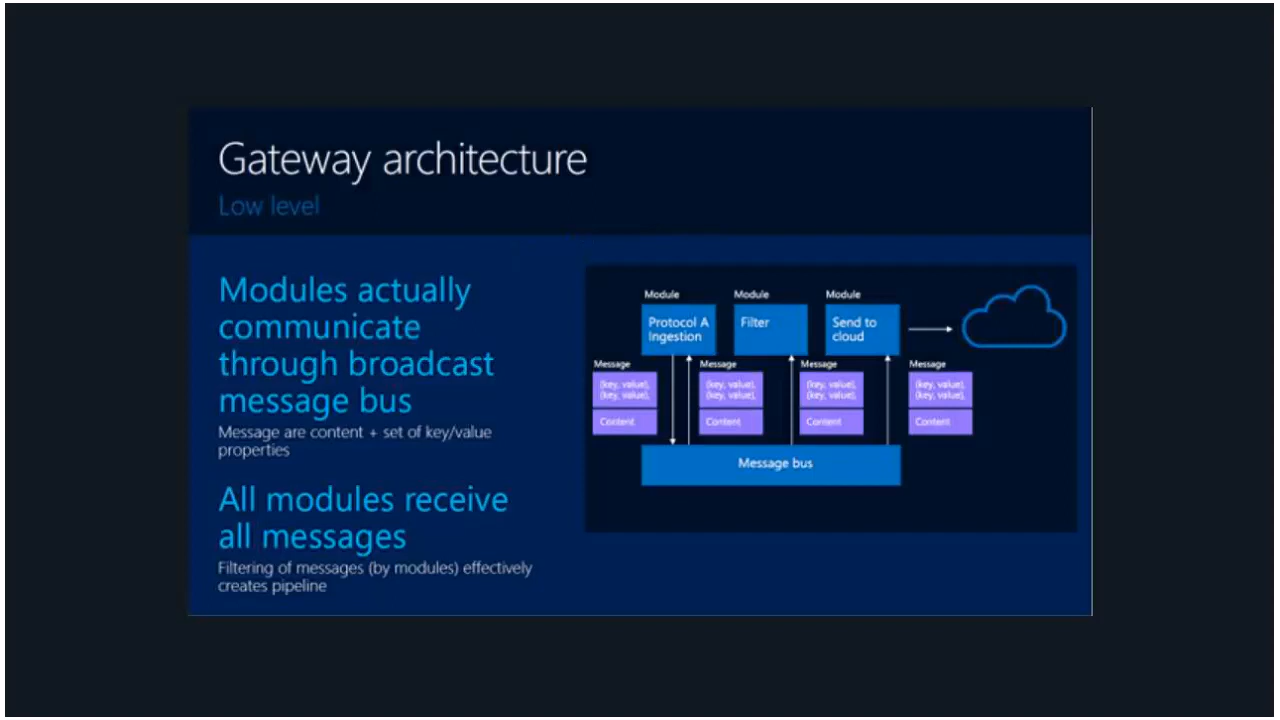 Gateway architecture
Low level
Modules actually
communicate
through broadcast
message bus
Message are content + set of key/value
properties
All modules receive
all messages
Filtering of messages (by modules) effectively
creates pipeline
Module
Module
Module
Protocol A
Ingestion
Filter
Send to
cloud
Message
Message
Message
Message
(key, value),
(key, value),
(key, value),
(key, value),
(key, value),
(key, value),
(key, value),
(key, value),
Content
Content
Content
Content
Message bus